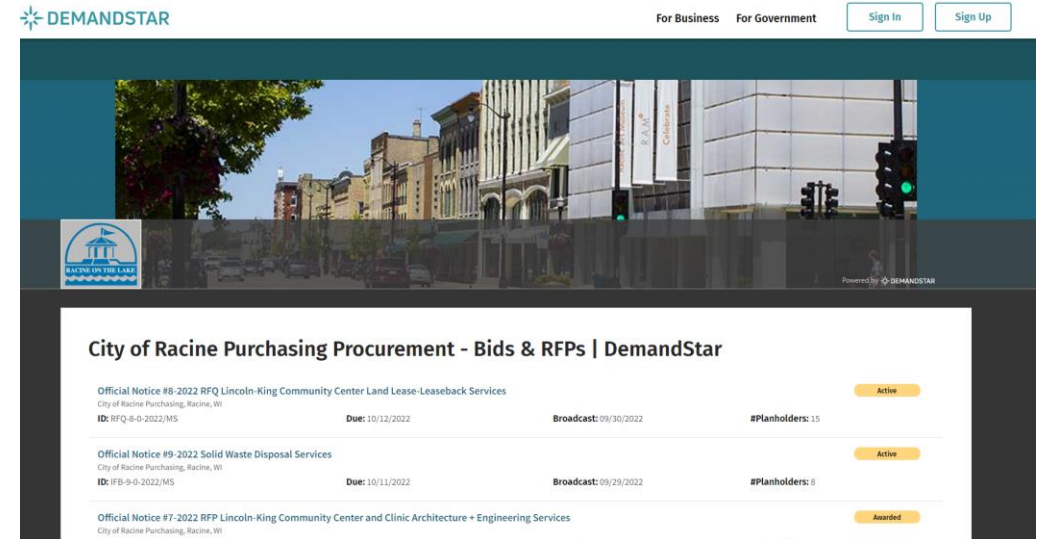 DEMANDSTAR
For Business For Government Sign In Sign Up
R.A.M.
Celebrate
RACINE ON THE LAKE
Powered by DEMANDSTAR
City of Racine Purchasing Procurement - Bids & RFPs | DemandStar
Official Notice #8-2022 RFQ Lincoln-King Community Center Land Lease-Leaseback Services
Active
City of Racine Purchasing, Racine, WI
ID: RFQ-8-0-2022/MS Due: 10/12/2022 Broadcast: 09/30/2022 #Planholders: 15
Official Notice #9-2022 Solid Waste Disposal Services
Active
City of Racine Purchasing, Racine, WI
ID: IFB-9-0-2022/MS Due: 10/11/2022 Broadcast: 09/29/2022 #Planholders: 8
Official Notice #7-2022 RFP Lincoln-King Community Center and Clinic Architecture + Engineering Services
Awarded
City of Racine Purchasing, Racine, WI